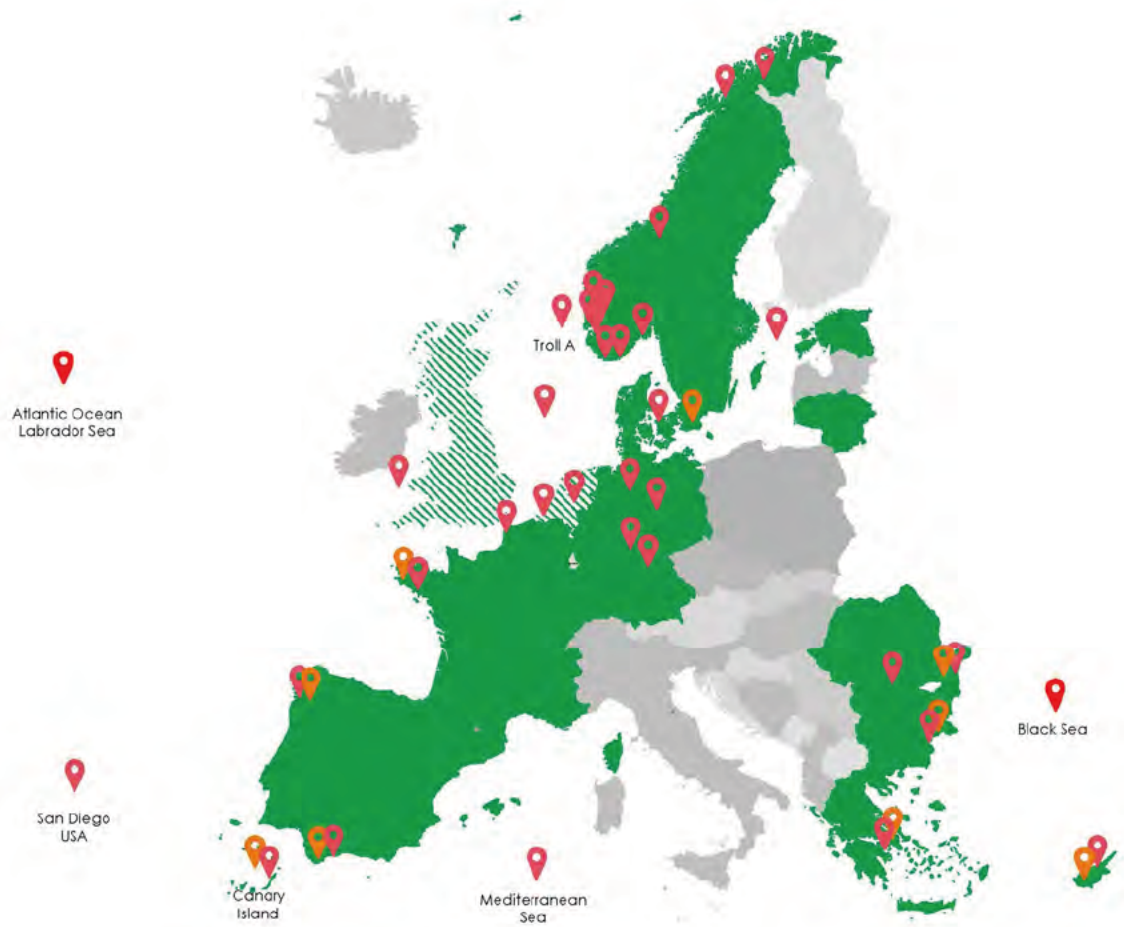 Troll A
Atlantic Ocean
Labrador Sea
Black Sea
San Diego
USA
Canary
Island
Mediterranean
Sea